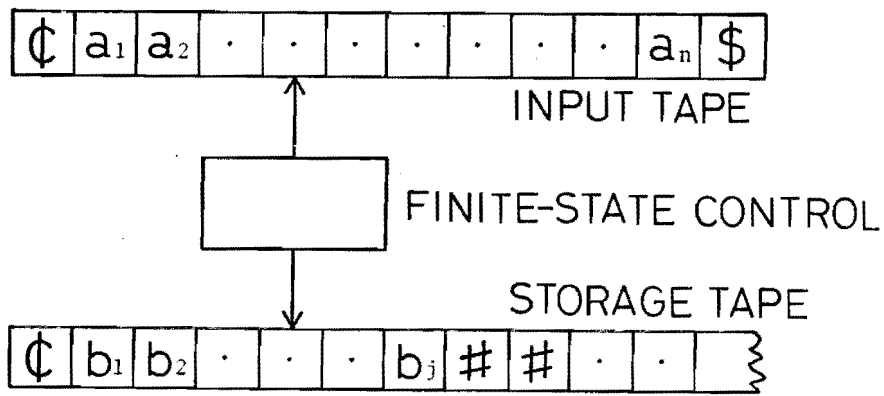 ¢ a₁ a₂ · · · · · · · aₙ $
INPUT TAPE
FINITE-STATE CONTROL
STORAGE TAPE
¢ b₁ b₂ · · · bⱼ # # · ·